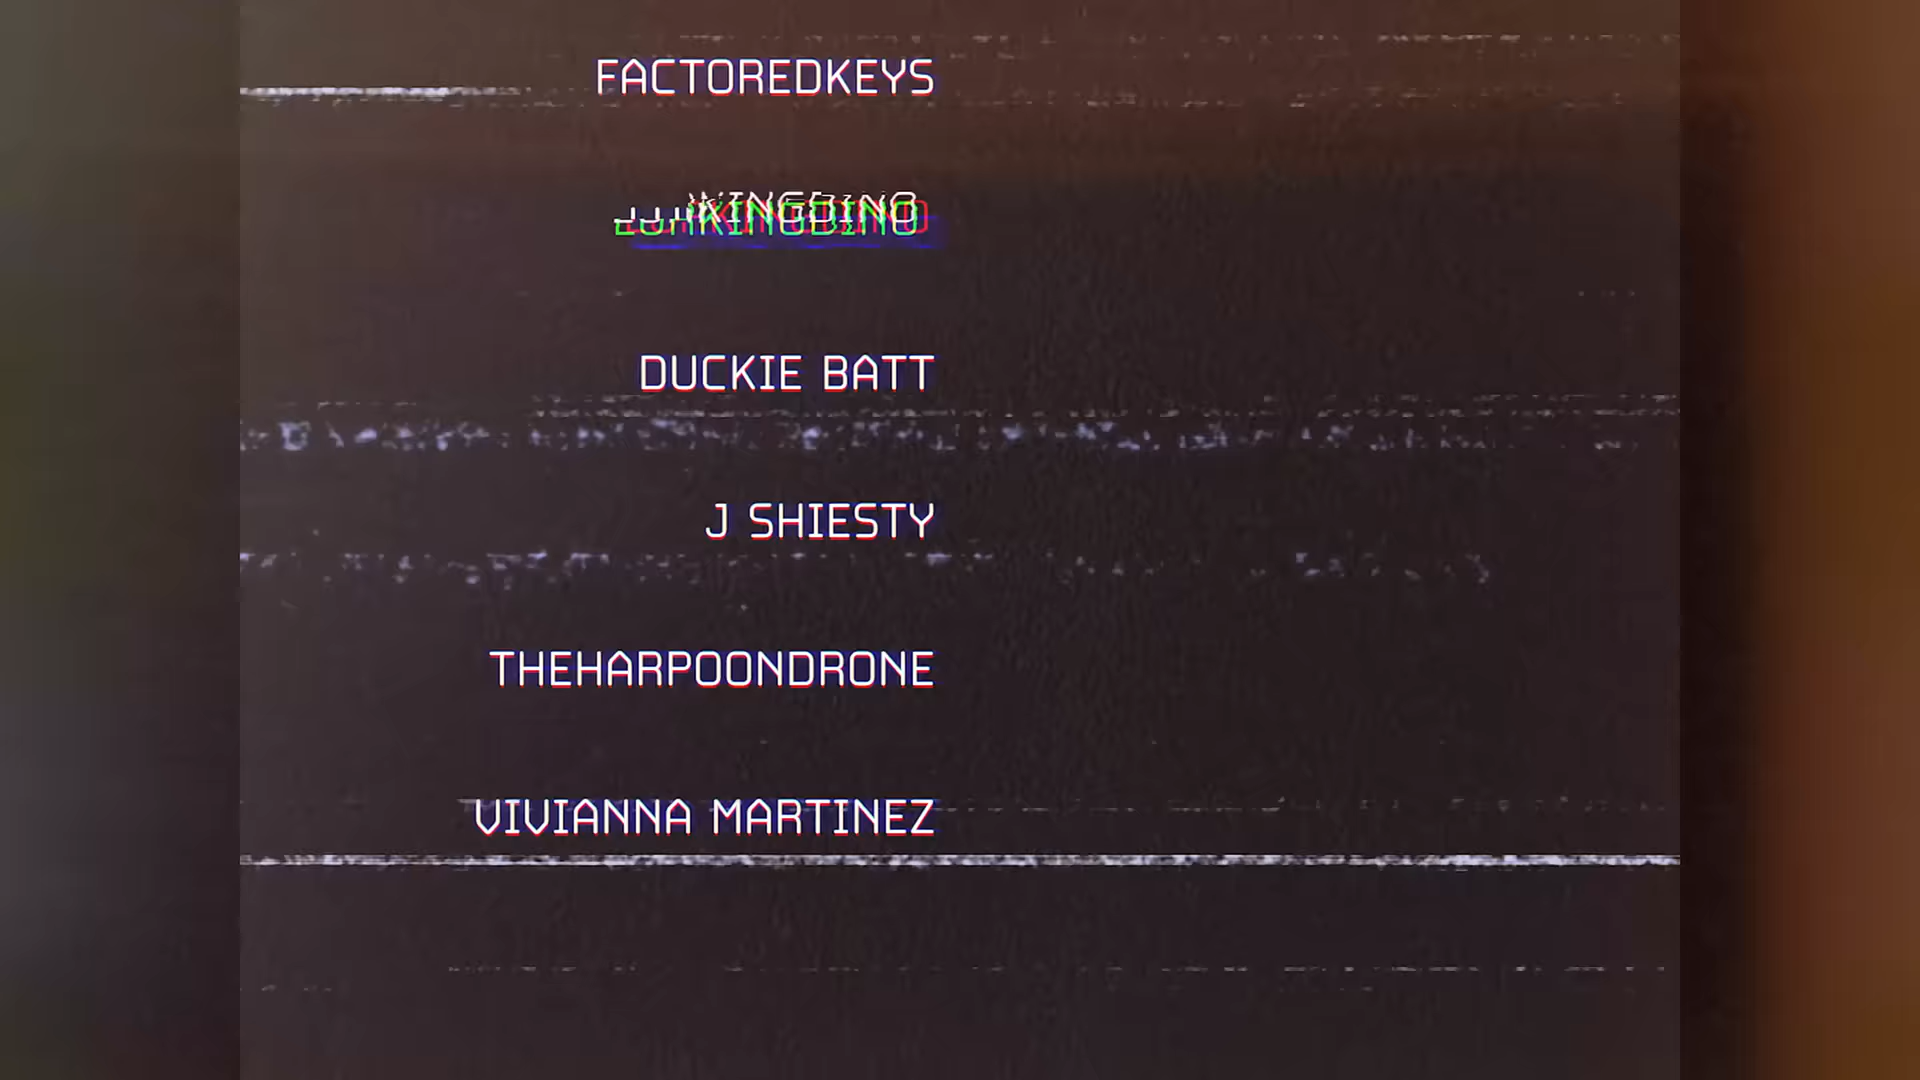 FACTOREDKEYS
DUCKIE BATT
J SHIESTY
THEHARPOONDRONE
VIVIANNA MARTINEZ